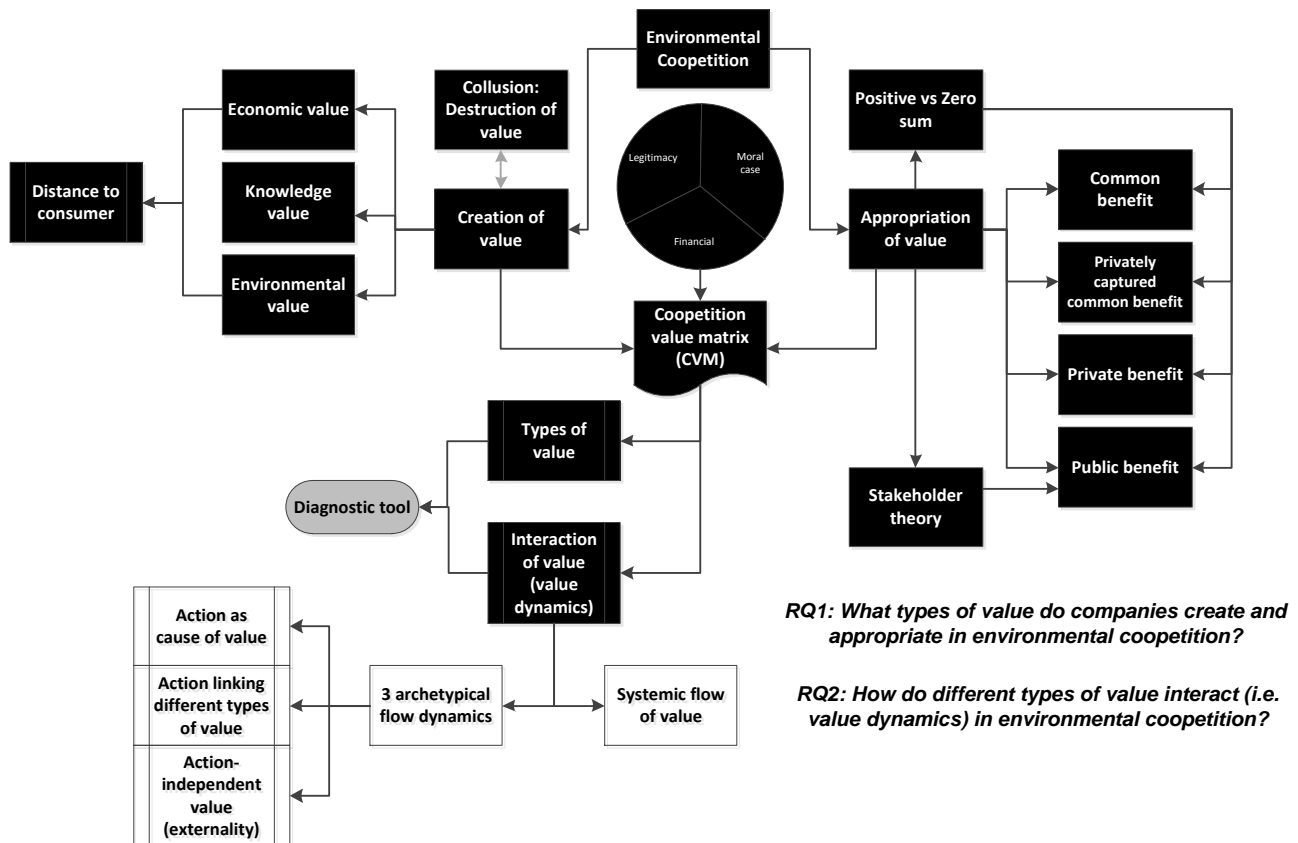 Environmental
Coopetition
Collusion:
Destruction of
value
Positive vs Zero
sum
Economic value
Legitimacy
Moral
case
Financial
Distance to
consumer
Knowledge
value
Creation of
value
Appropriation
of value
Common
benefit
Environmental
value
Privately
captured
common benefit
Coopetition
value matrix
(CVM)
Private benefit
Types of
value
Public benefit
Diagnostic tool
Stakeholder
theory
Interaction
of value
(value
dynamics)
Action as
cause of value
Action linking
different types
of value
Action-
independent
value
(externality)
3 archetypical
flow dynamics
Systemic flow
of value
RQ1: What types of value do companies create and
appropriate in environmental coopetition?
RQ2: How do different types of value interact (i.e.
value dynamics) in environmental coopetition?